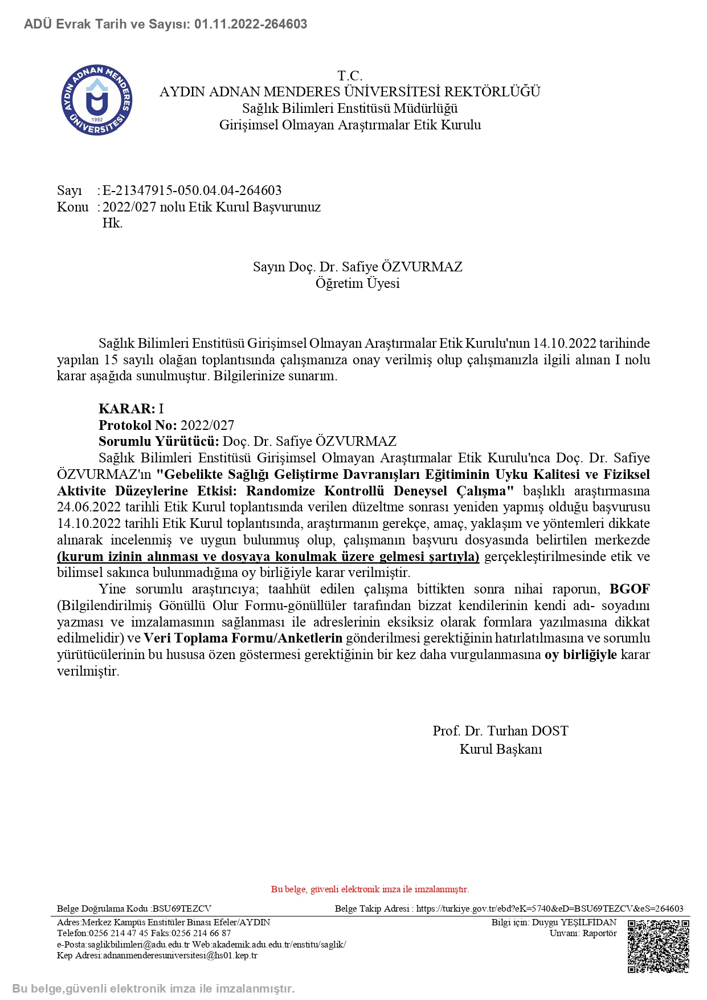 ADÜ Evrak Tarih ve Sayısı: 01.11.2022-264603
AYDIN ADNAN MENDERES
1992
ÜNİVERSİTESİ
T.C.
AYDIN ADNAN MENDERES ÜNİVERSİTESİ REKTÖRLÜĞÜ
Sağlık Bilimleri Enstitüsü Müdürlüğü
Girişimsel Olmayan Araştırmalar Etik Kurulu
Sayı : E-21347915-050.04.04-264603
Konu : 2022/027 nolu Etik Kurul Başvurunuz
Hk.
Sayın Doç. Dr. Safiye ÖZVURMAZ
Öğretim Üyesi
Sağlık Bilimleri Enstitüsü Girişimsel Olmayan Araştırmalar Etik Kurulu'nun 14.10.2022 tarihinde
yapılan 15 sayılı olağan toplantısında çalışmanıza onay verilmiş olup çalışmanızla ilgili alınan I nolu
karar aşağıda sunulmuştur. Bilgilerinize sunarım.
KARAR: I
Protokol No: 2022/027
Sorumlu Yürütücü: Doç. Dr. Safiye ÖZVURMAZ
Sağlık Bilimleri Enstitüsü Girişimsel Olmayan Araştırmalar Etik Kurulu'nca Doç. Dr. Safiye
ÖZVURMAZ'ın "Gebelikte Sağlığı Geliştirme Davranışları Eğitiminin Uyku Kalitesi ve Fiziksel
Aktivite Düzeylerine Etkisi: Randomize Kontrollü Deneysel Çalışma" başlıklı araştırmasına
24.06.2022 tarihli Etik Kurul toplantısında verilen düzeltme sonrası yeniden yapmış olduğu başvurusu
14.10.2022 tarihli Etik Kurul toplantısında, araştırmanın gerekçe, amaç, yaklaşım ve yöntemleri dikkate
alınarak incelenmiş ve uygun bulunmuş olup, çalışmanın başvuru dosyasında belirtilen merkezde
(kurum izinin alınması ve dosyaya konulmak üzere gelmesi şartıyla) gerçekleştirilmesinde etik ve
bilimsel sakınca bulunmadığına oy birliğiyle karar verilmiştir.
Yine sorumlu araştırıcıya; taahhüt edilen çalışma bittikten sonra nihai raporun, BGOF
(Bilgilendirilmiş Gönüllü Olur Formu-gönüllüler tarafından bizzat kendilerinin kendi adı- soyadını
yazması ve imzalamasının sağlanması ile adreslerinin eksiksiz olarak formlara yazılmasına dikkat
edilmelidir) ve Veri Toplama Formu/Anketlerin gönderilmesi gerektiğinin hatırlatılmasına ve sorumlu
yürütücülerinin bu hususa özen göstermesi gerektiğinin bir kez daha vurgulanmasına oy birliğiyle karar
verilmiştir.
Prof. Dr. Turhan DOST
Kurul Başkanı
Bu belge, güvenli elektronik imza ile imzalanmıştır.
Belge Doğrulama Kodu :BSU69TEZCV Belge Takip Adresi : https://turkiye.gov.tr/ebd?eK=5740&eD=BSU69TEZCV&eS=264603
Adres:Merkez Kampüs Enstitüler Binası Efeler/AYDIN Bilgi için: Duygu YEŞİLFİDAN
Telefon:0256 214 47 45 Faks:0256 214 66 87 Unvanı: Raportör
e-Posta:saglikbilimleri@adu.edu.tr Web:akademik.adu.edu.tr/enstitu/saglik/
Kep Adresi:adnanmenderesuniversitesi@hs01.kep.tr
Bu belge,güvenli elektronik imza ile imzalanmıştır.